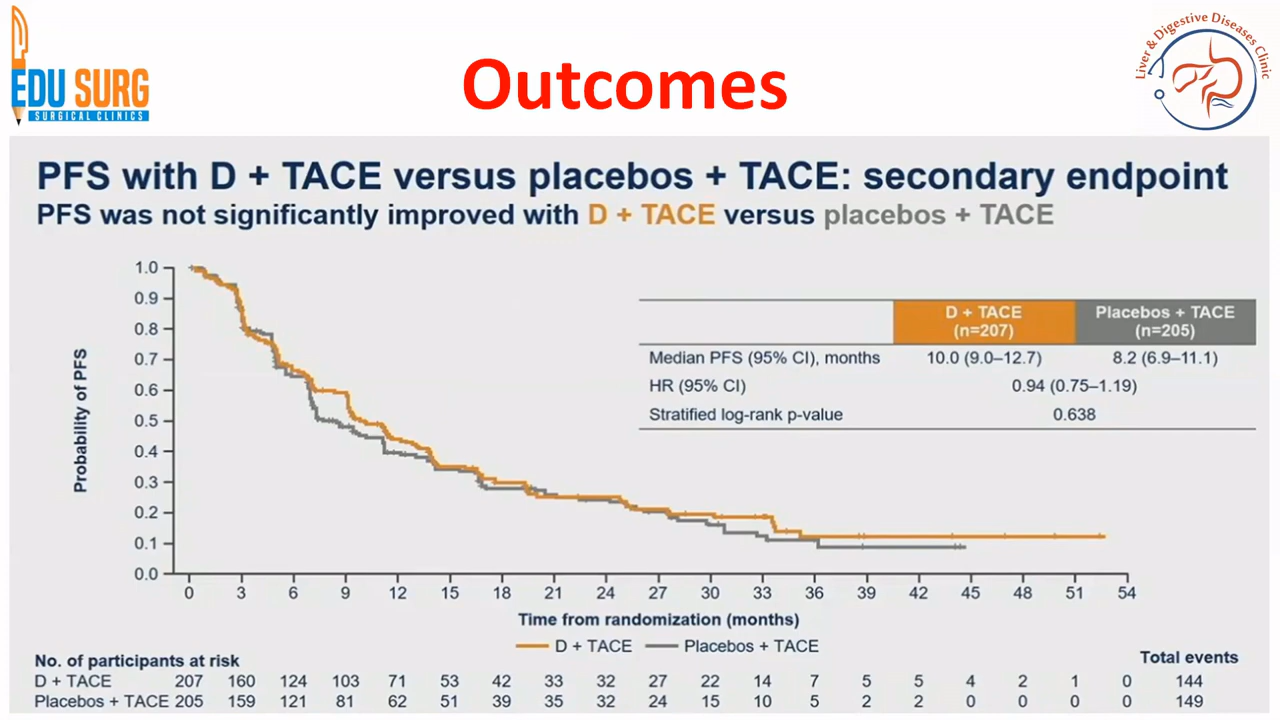 EDU SURG
SURGICAL CLINICS
Outcomes
Liver & Digestive Diseases Clinic
PFS with D + TACE versus placebos + TACE: secondary endpoint
PFS was not significantly improved with D + TACE versus placebos + TACE
D + TACE (n=207) Placebos + TACE (n=205)
Median PFS (95% CI), months 10.0 (9.0–12.7) 8.2 (6.9–11.1)
HR (95% CI) 0.94 (0.75–1.19)
Stratified log-rank p-value 0.638
Probability of PFS
1.0
0.9
0.8
0.7
0.6
0.5
0.4
0.3
0.2
0.1
0.0
0 3 6 9 12 15 18 21 24 27 30 33 36 39 42 45 48 51 54
Time from randomization (months)
D + TACE Placebos + TACE
No. of participants at risk Total events
D + TACE 207 160 124 103 71 53 42 33 32 27 22 14 7 5 5 4 2 1 0 144
Placebos + TACE 205 159 121 81 62 51 39 35 32 24 15 10 5 2 2 0 0 0 0 149